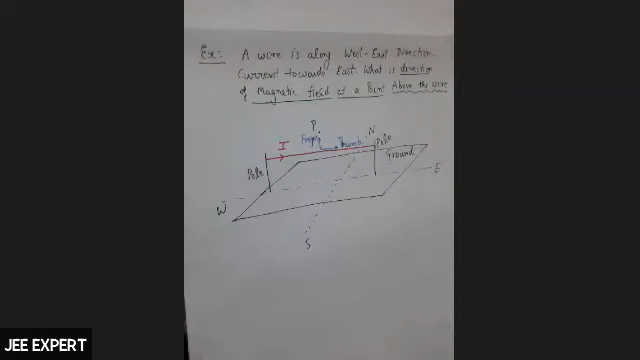 Ex: A wire is along West-East Direction.
Current towards East. What is direction
of Magnetic field at a Point Above the wire
P
N
Fingers
Thumb
I
Pole
Pole
Ground
E
W
S
JEE EXPERT